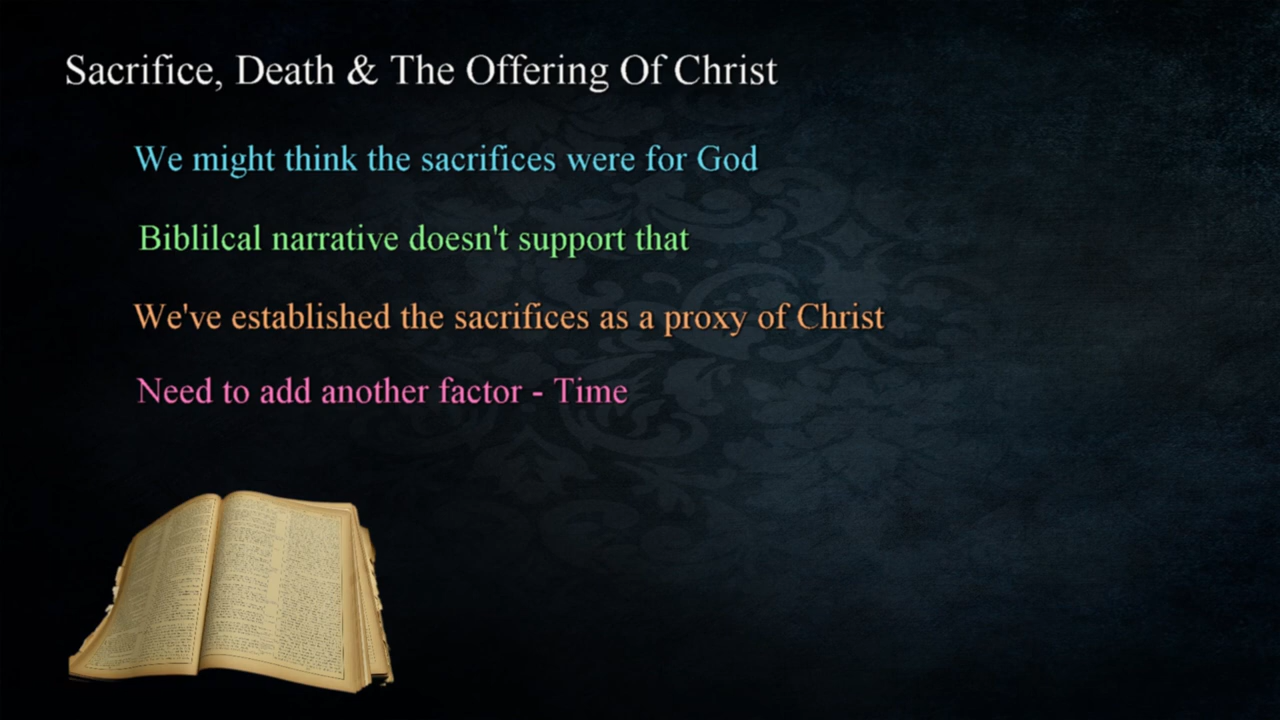 Sacrifice, Death & The Offering Of Christ
We might think the sacrifices were for God
Biblilcal narrative doesn't support that
We've established the sacrifices as a proxy of Christ
Need to add another factor - Time